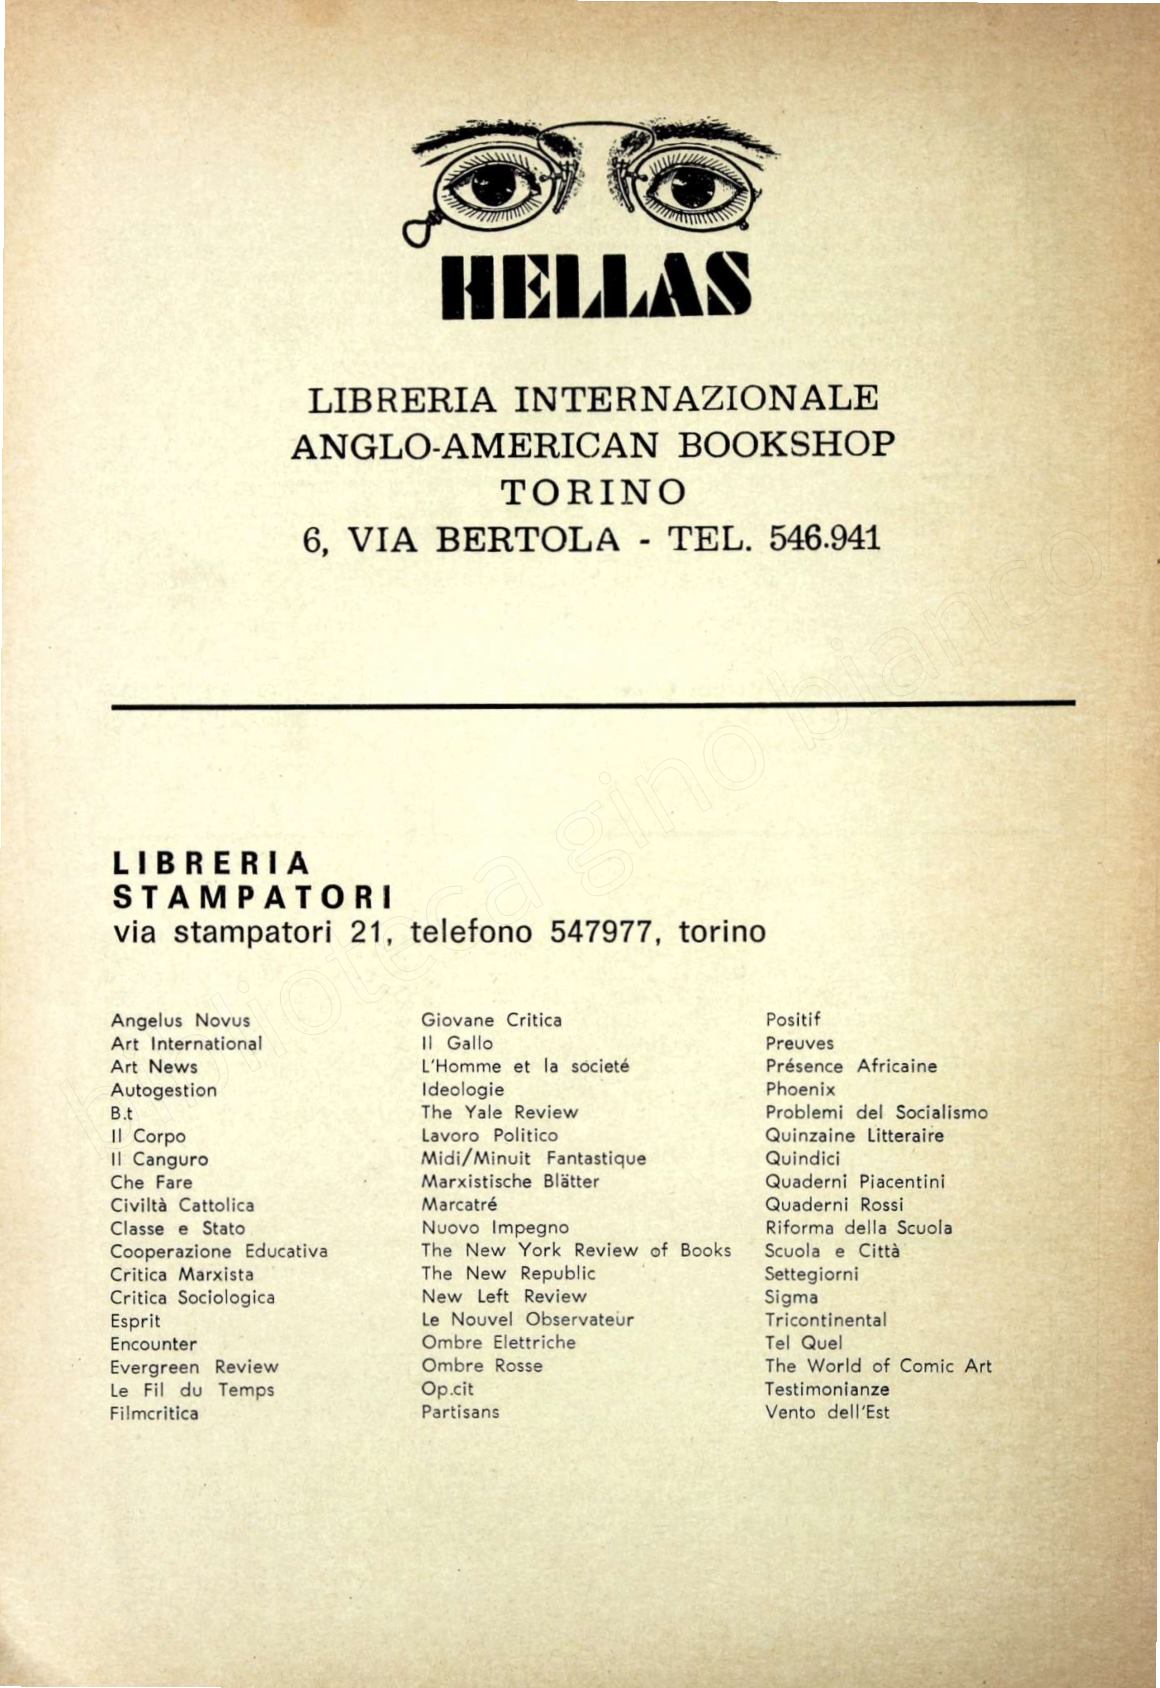 HELLAS
LIBRERIA INTERNAZIONALE
ANGLO-AMERICAN BOOKSHOP
TORINO
6, VIA BERTOLA - TEL. 546.941
biblioteca gino bianco
LIBRERIA
STAMPATORI
via stampatori 21, telefono 547977, torino
Angelus Novus
Art International
Art News
Autogestion
B.t
Il Corpo
Il Canguro
Che Fare
Civiltà Cattolica
Classe e Stato
Cooperazione Educativa
Critica Marxista
Critica Sociologica
Esprit
Encounter
Evergreen Review
Le Fil du Temps
Filmcritica
Giovane Critica
Il Gallo
L'Homme et la societé
Ideologie
The Yale Review
Lavoro Politico
Midi/Minuit Fantastique
Marxistische Blätter
Marcatré
Nuovo Impegno
The New York Review of Books
The New Republic
New Left Review
Le Nouvel Observateur
Ombre Elettriche
Ombre Rosse
Op.cit
Partisans
Positif
Preuves
Présence Africaine
Phoenix
Problemi del Socialismo
Quinzaine Litteraire
Quindici
Quaderni Piacentini
Quaderni Rossi
Riforma della Scuola
Scuola e Città
Settegiorni
Sigma
Tricontinental
Tel Quel
The World of Comic Art
Testimonianze
Vento dell'Est